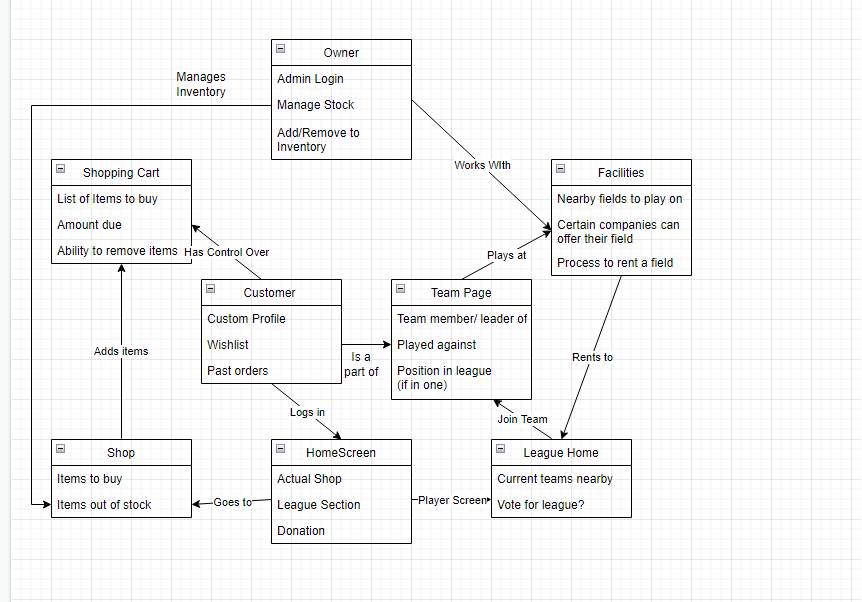 Owner
Admin Login
Manage Stock
Add/Remove to
Inventory
Manages
Inventory
Works WIth
Shopping Cart
List of Items to buy
Amount due
Ability to remove items
Facilities
Nearby fields to play on
Certain companies can
offer their field
Process to rent a field
Has Control Over
Plays at
Customer
Custom Profile
Wishlist
Past orders
Team Page
Team member/ leader of
Played against
Position in league
(if in one)
Is a
part of
Adds items
Rents to
Logs in
Join Team
Shop
Items to buy
Items out of stock
HomeScreen
Actual Shop
League Section
Donation
League Home
Current teams nearby
Vote for league?
Goes to
Player Screen